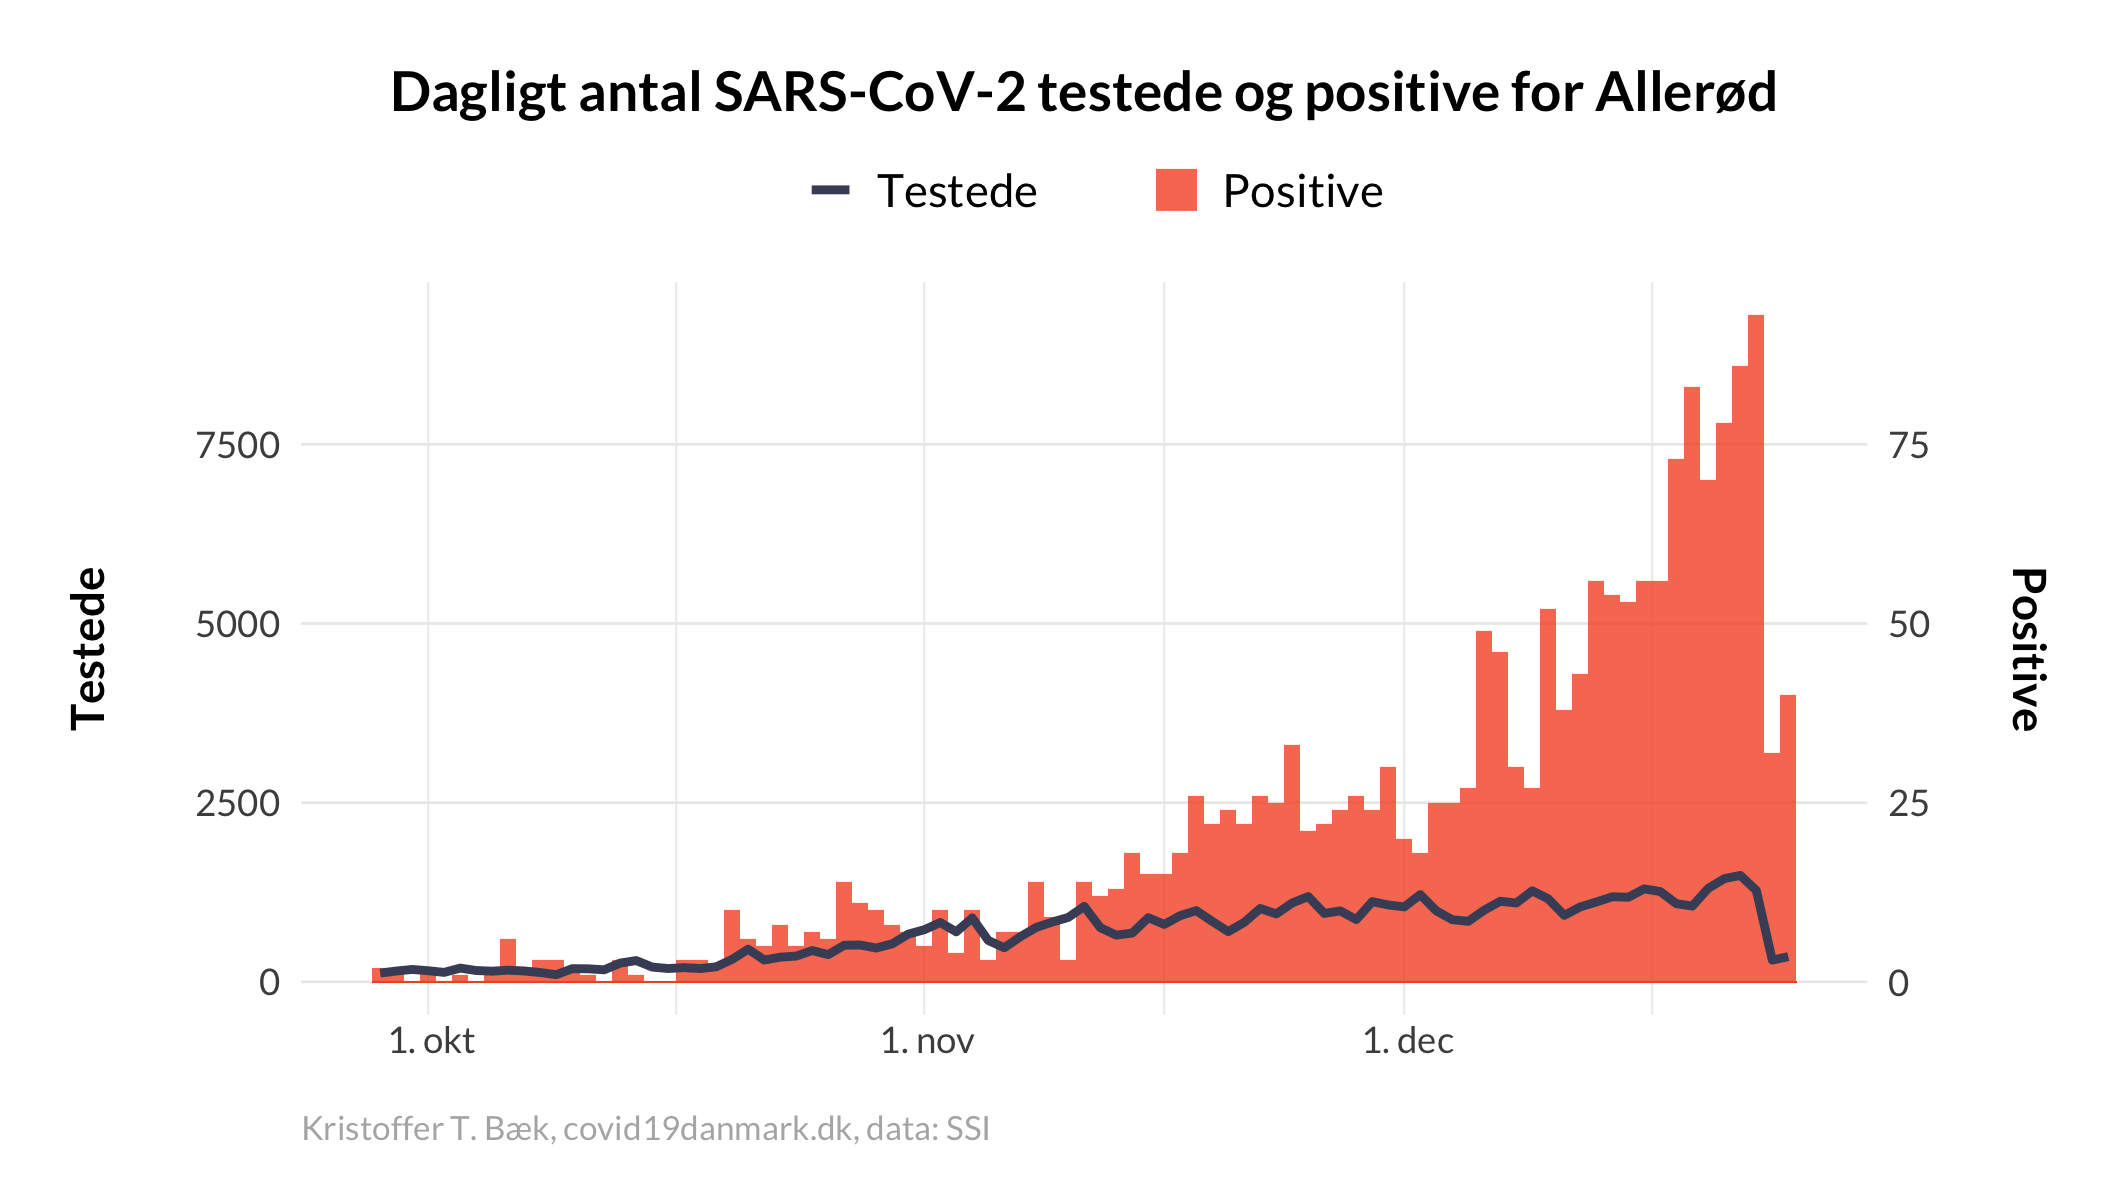 Dagligt antal SARS-CoV-2 testede og positive for Allerød
Testede Positive
7500 75
5000 50
2500 25
0 0
Testede
Positive
1. okt 1. nov 1. dec
Kristoffer T. Bæk, covid19danmark.dk, data: SSI